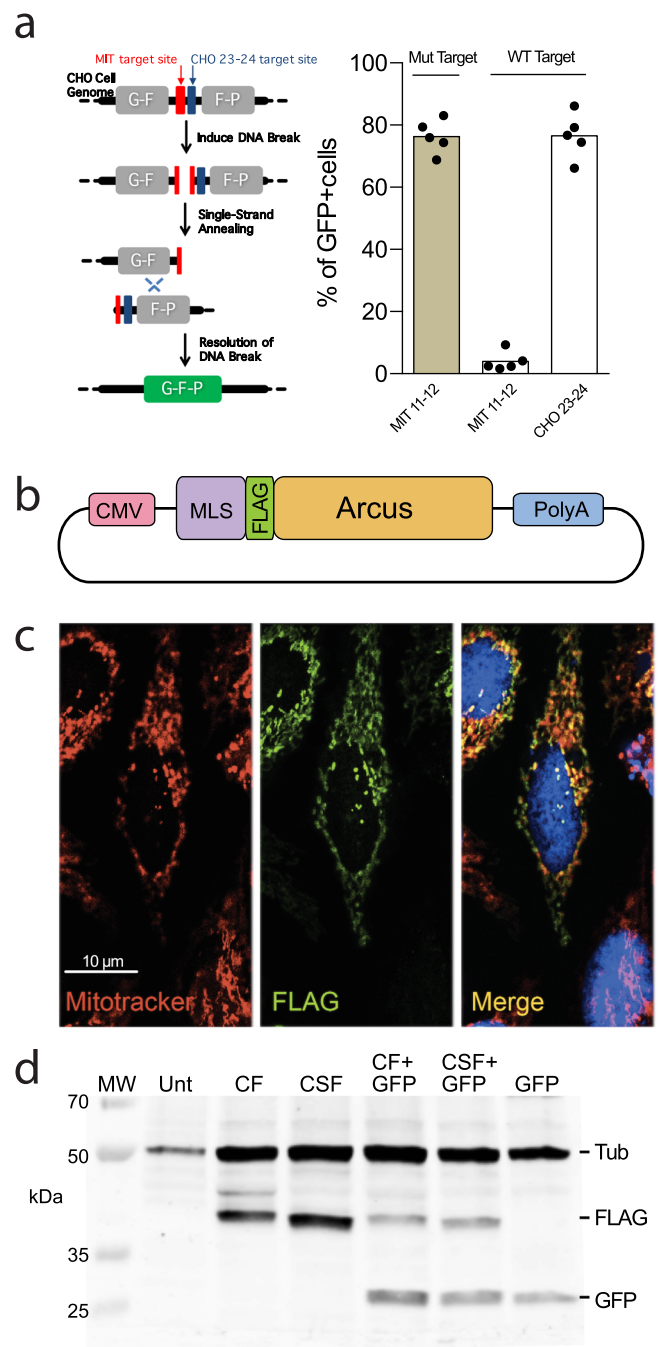 a
MIT target site
CHO 23-24 target site
CHO Cell
Genome
G-F
F-P
Induce DNA Break
G-F
F-P
Single-Strand
Annealing
G-F
F-P
Resolution of
DNA Break
G-F-P
Mut Target
WT Target
% of GFP+cells
100
80
60
40
20
0
MIT 11-12
MIT 11-12
CHO 23-24
b
CMV
MLS
FLAG
Arcus
PolyA
c
10 µm
Mitotracker
FLAG
Merge
d
MW
Unt
CF
CSF
CF+
GFP
CSF+
GFP
GFP
70
50
kDa
35
25
Tub
FLAG
GFP